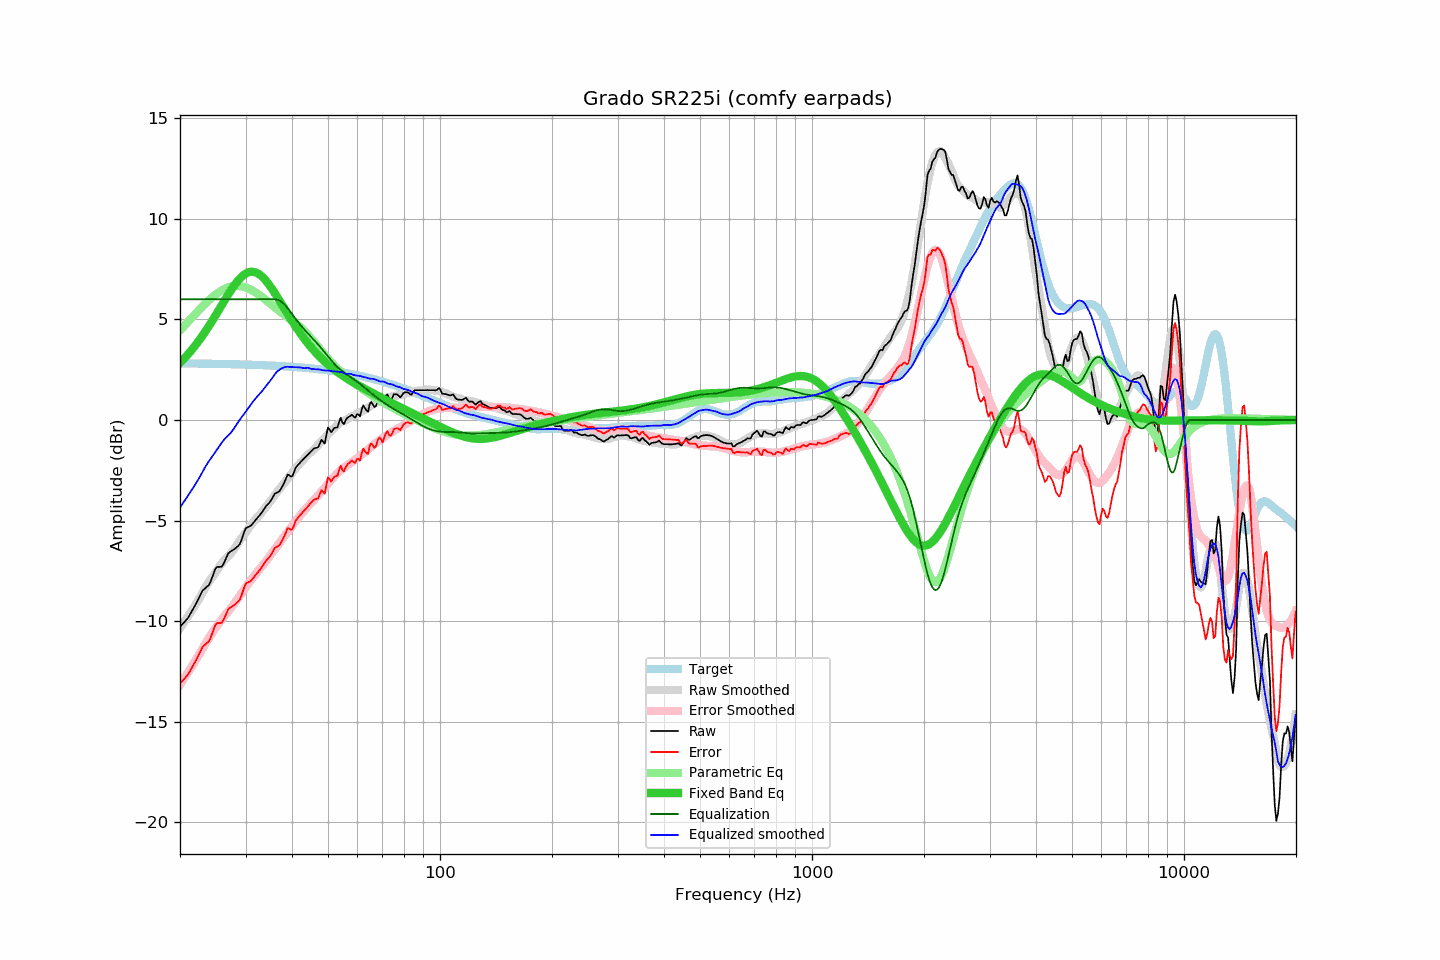 Grado SR225i (comfy earpads)
15
10
5
0
−5
−10
−15
−20
Amplitude (dBr)
Target
Raw Smoothed
Error Smoothed
Raw
Error
Parametric Eq
Fixed Band Eq
Equalization
Equalized smoothed
100 1000 10000
Frequency (Hz)